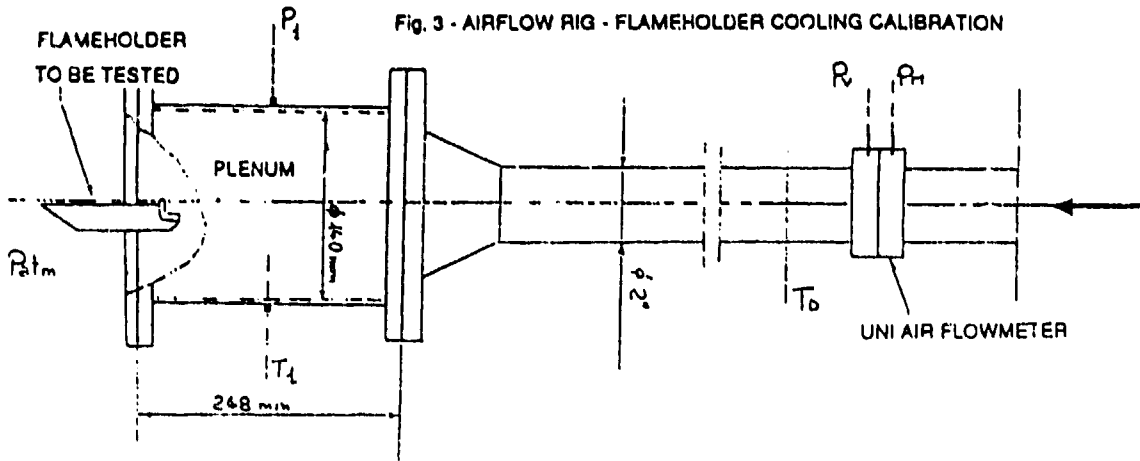 Fig. 3 - AIRFLOW RIG - FLAMEHOLDER COOLING CALIBRATION
FLAMEHOLDER
TO BE TESTED
P1
PLENUM
Patm
T1
248 mm
TD
UNI AIR FLOWMETER